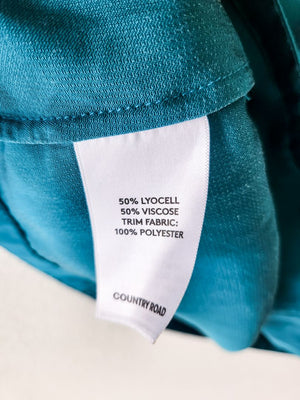 50% LYOCELL
50% VISCOSE
TRIM FABRIC:
100% POLYESTER
COUNTRY ROAD